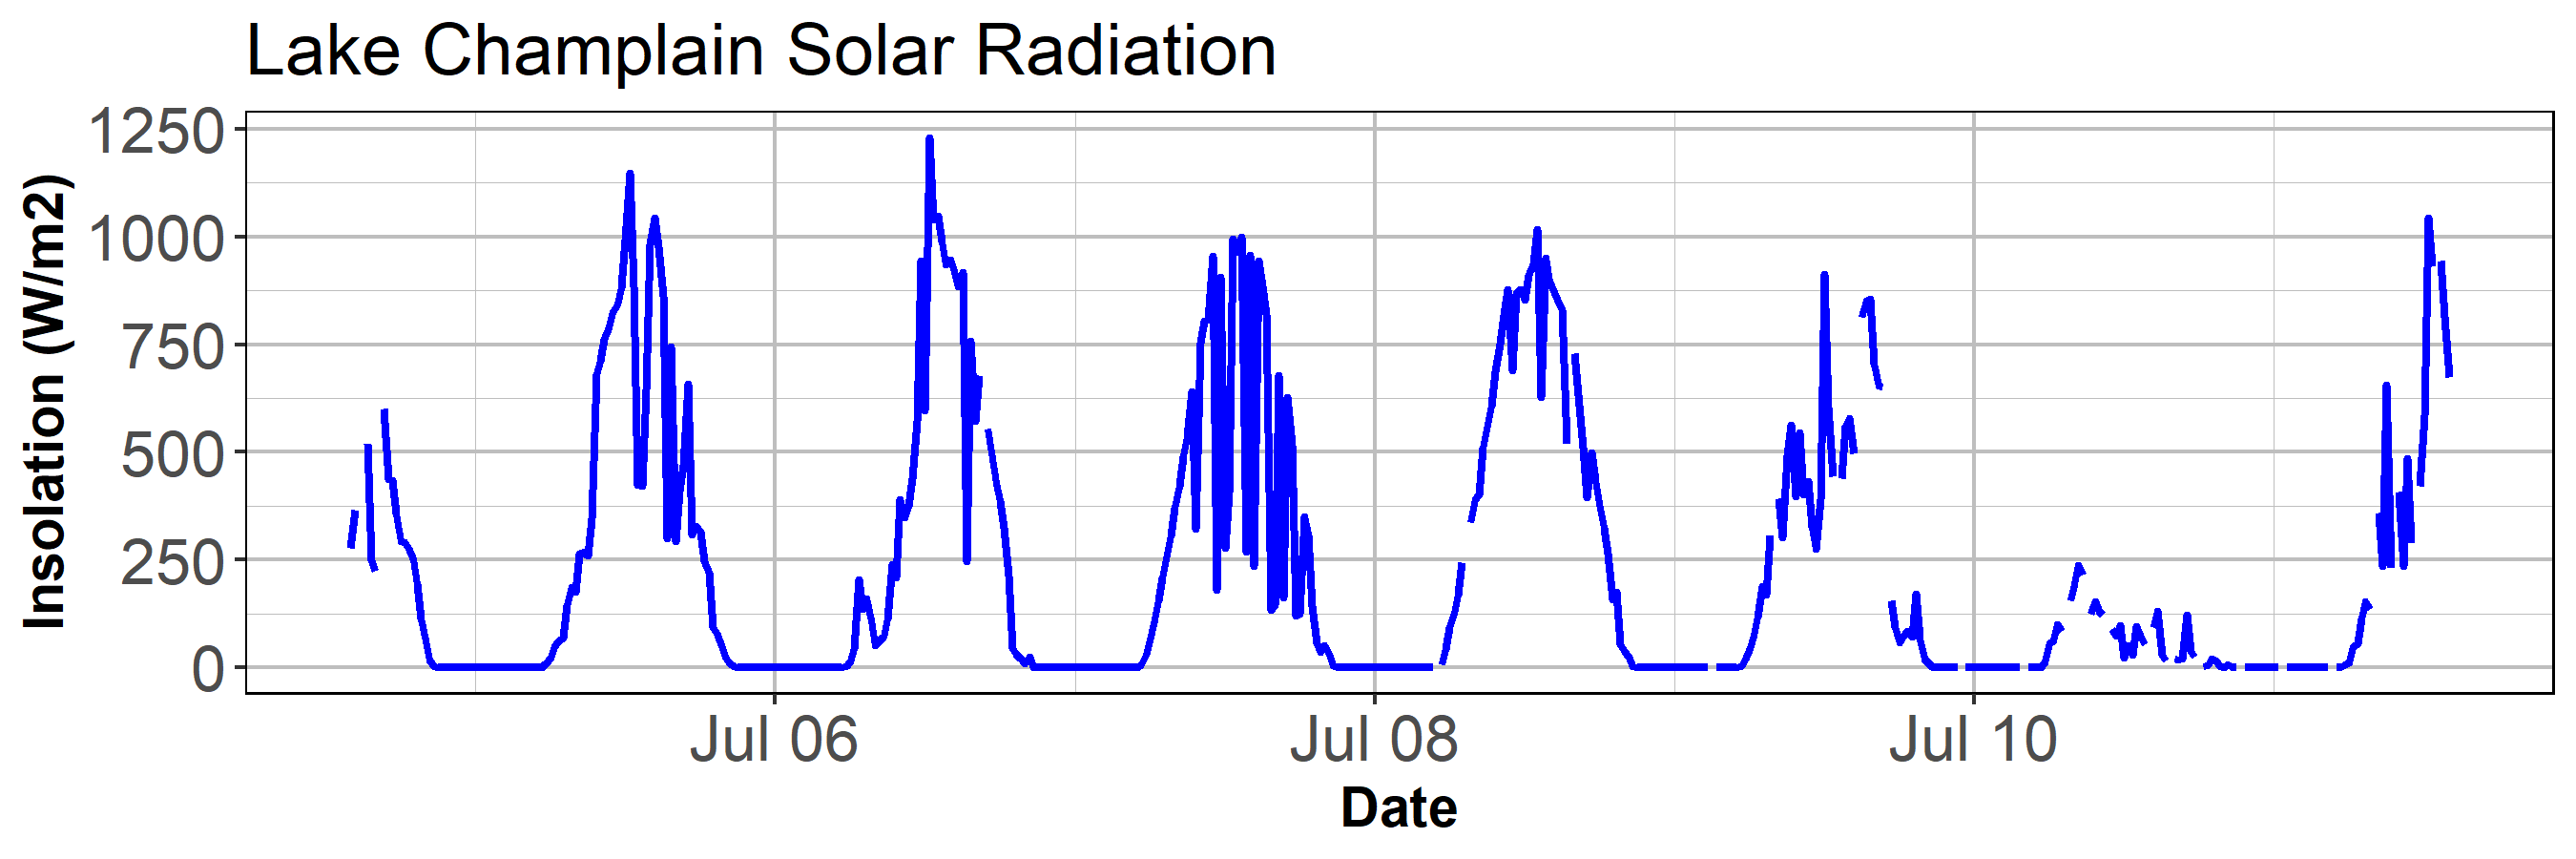 Lake Champlain Solar Radiation
Insolation (W/m2)
1250
1000
750
500
250
0
Jul 06
Jul 08
Jul 10
Date